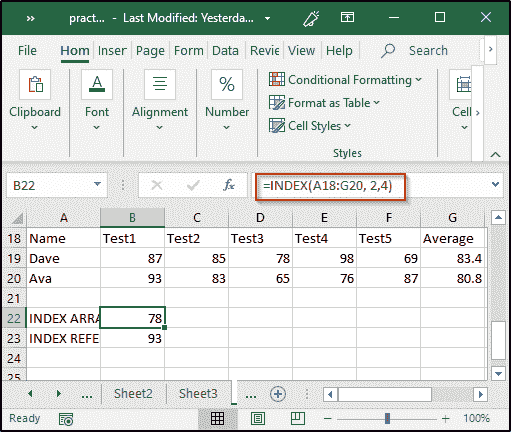 » pract... - Last Modified: Yesterda...
File Hom Inser Page Form Data Revie Search
Clipboard Font Alignment Number Conditional Formatting Format as Table Cell Styles Cell
Styles
B22 fx =INDEX(A18:G20, 2,4)
A B C D E F G
18 Name Test1 Test2 Test3 Test4 Test5 Average
19 Dave 87 85 78 98 69 83.4
20 Ava 93 83 65 76 87 80.8
21
22 INDEX ARRA 78
23 INDEX REFE 93
24
25
... Sheet2 Sheet3 ...
Ready 100%